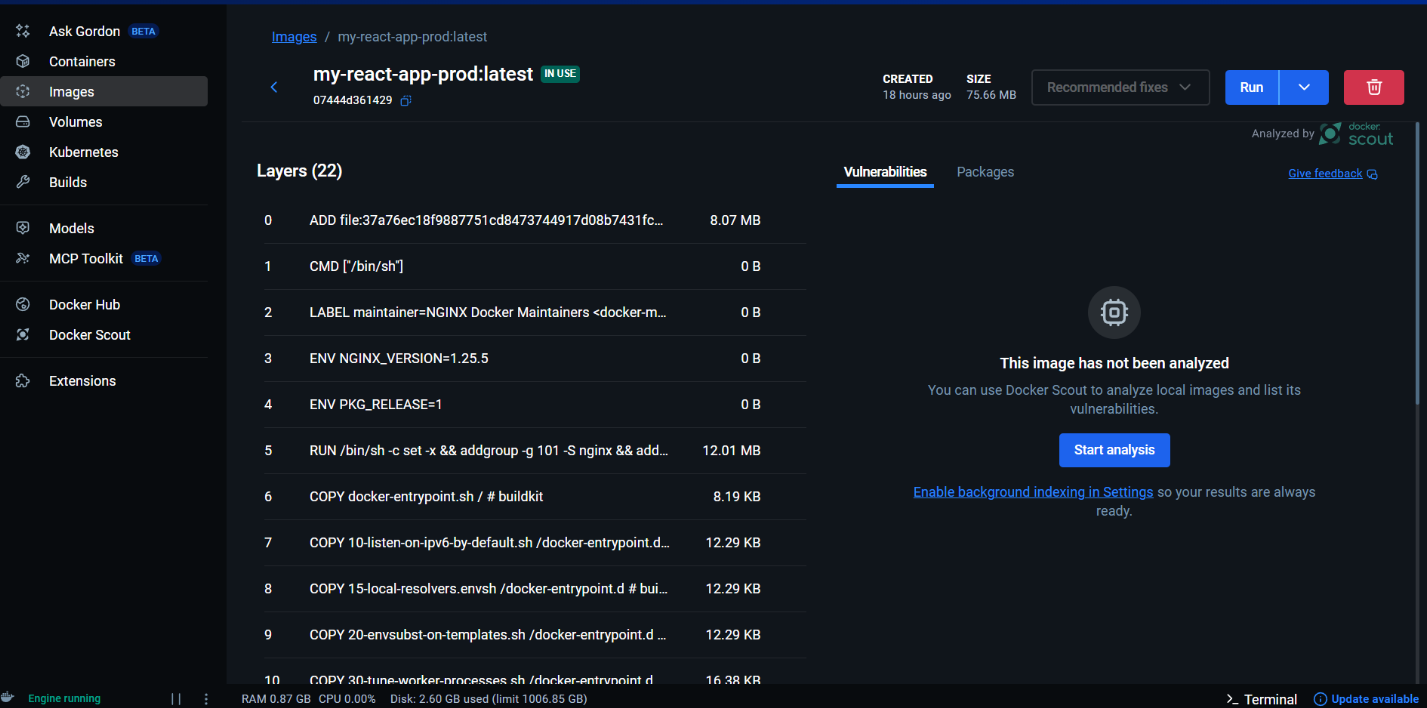 Ask Gordon BETA
Containers
Images
Volumes
Kubernetes
Builds
Models
MCP Toolkit BETA
Docker Hub
Docker Scout
Extensions
Images / my-react-app-prod:latest
my-react-app-prod:latest IN USE
07444d361429
CREATED
18 hours ago
SIZE
75.66 MB
Recommended fixes
Run
Analyzed by docker scout
Layers (22)
0 ADD file:37a76ec18f9887751cd8473744917d08b7431fc... 8.07 MB
1 CMD ["/bin/sh"] 0 B
2 LABEL maintainer=NGINX Docker Maintainers <docker-m... 0 B
3 ENV NGINX_VERSION=1.25.5 0 B
4 ENV PKG_RELEASE=1 0 B
5 RUN /bin/sh -c set -x && addgroup -g 101 -S nginx && add... 12.01 MB
6 COPY docker-entrypoint.sh / # buildkit 8.19 KB
7 COPY 10-listen-on-ipv6-by-default.sh /docker-entrypoint.d... 12.29 KB
8 COPY 15-local-resolvers.envsh /docker-entrypoint.d # bui... 12.29 KB
9 COPY 20-envsubst-on-templates.sh /docker-entrypoint.d ... 12.29 KB
10 COPY 30-tune-worker-processes.sh /docker-entrypoint.d 16.38 KB
Vulnerabilities
Packages
Give feedback
This image has not been analyzed
You can use Docker Scout to analyze local images and list its
vulnerabilities.
Start analysis
Enable background indexing in Settings so your results are always
ready.
Engine running
RAM 0.87 GB CPU 0.00% Disk: 2.60 GB used (limit 1006.85 GB)
>_ Terminal
Update available